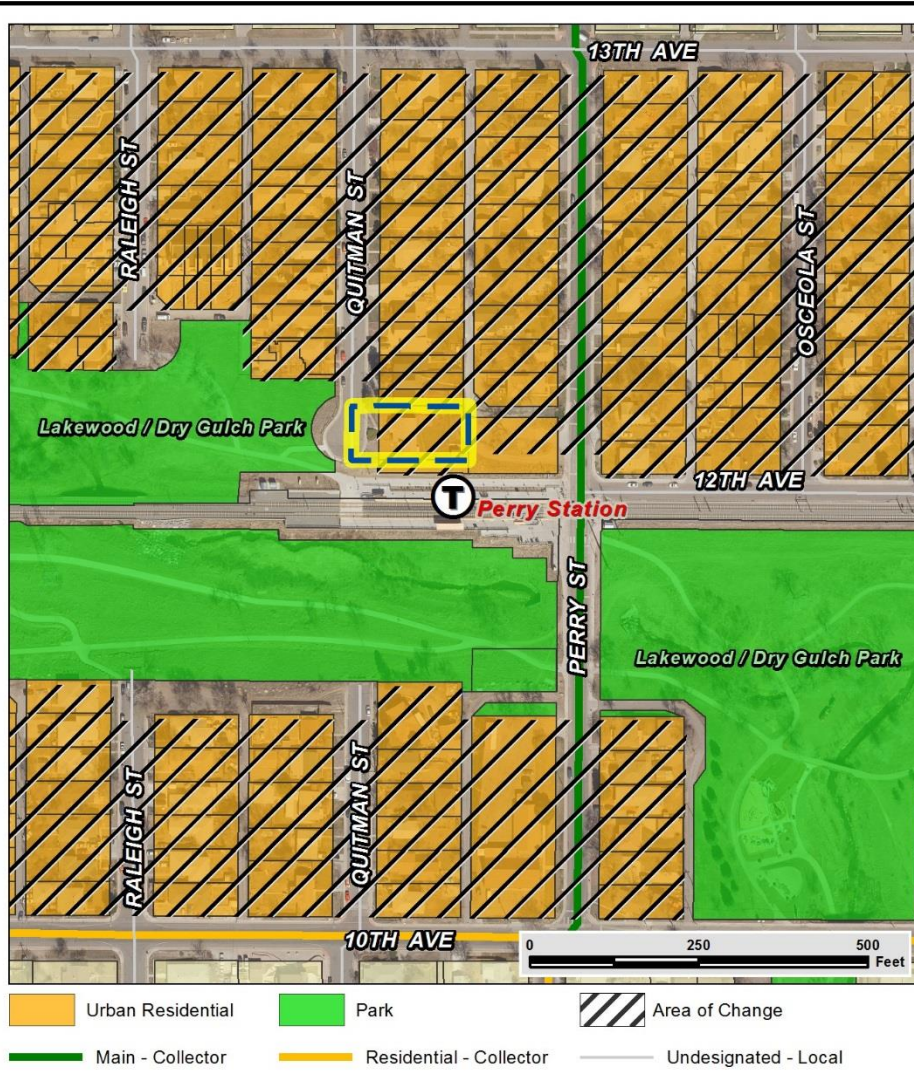 13TH AVE
RALEIGH ST
QUITMAN ST
OSCEOLA ST
Lakewood / Dry Gulch Park
12TH AVE
T
Perry Station
PERRY ST
Lakewood / Dry Gulch Park
RALEIGH ST
QUITMAN ST
10TH AVE
0 250 500
Feet
Urban Residential Park Area of Change
Main - Collector Residential - Collector Undesignated - Local